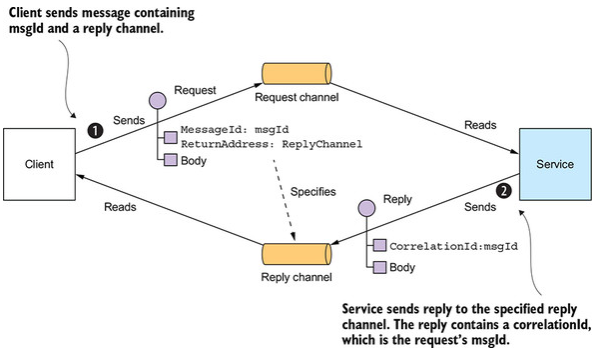 Client sends message containing
msgId and a reply channel.
Request
Request channel
1
Sends
MessageId: msgId
ReturnAddress: ReplyChannel
Body
Reads
Client
Service
Specifies
2
Reply
Sends
Reads
CorrelationId:msgId
Reply channel
Body
Service sends reply to the specified reply
channel. The reply contains a correlationId,
which is the request's msgId.